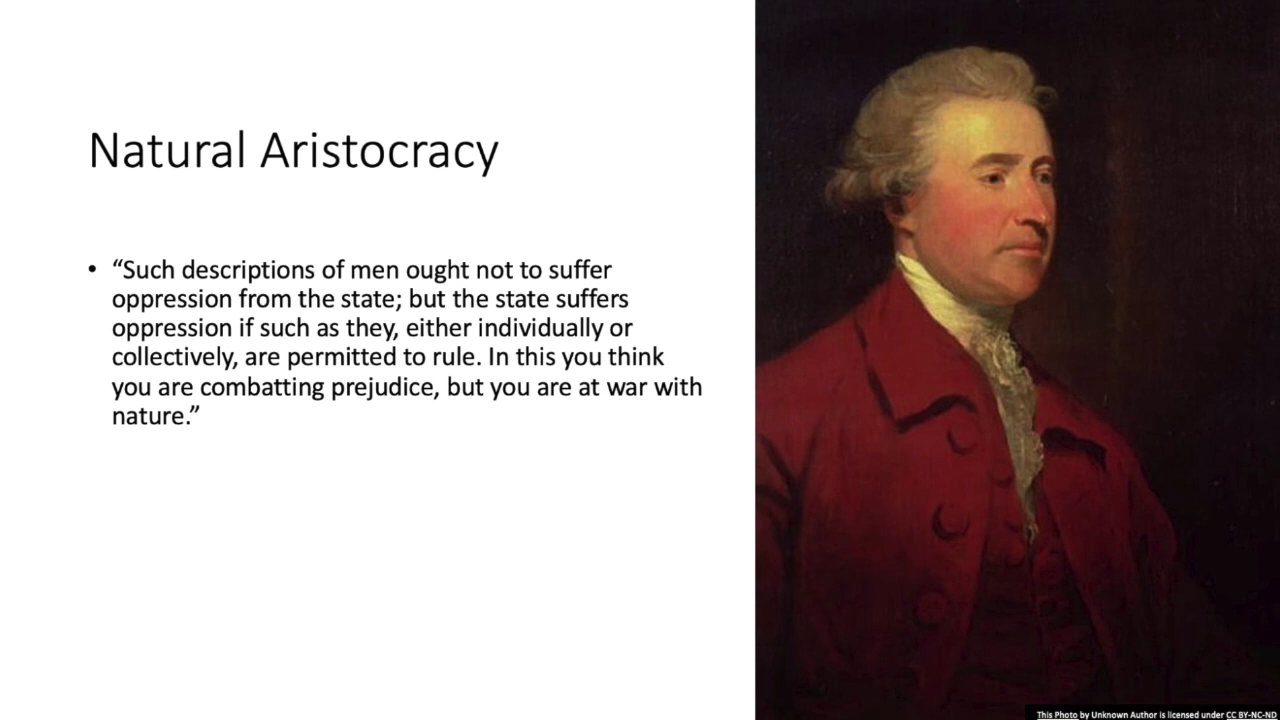 Natural Aristocracy
• “Such descriptions of men ought not to suffer
oppression from the state; but the state suffers
oppression if such as they, either individually or
collectively, are permitted to rule. In this you think
you are combatting prejudice, but you are at war with
nature.”
This Photo by Unknown Author is licensed under CC BY-NC-ND